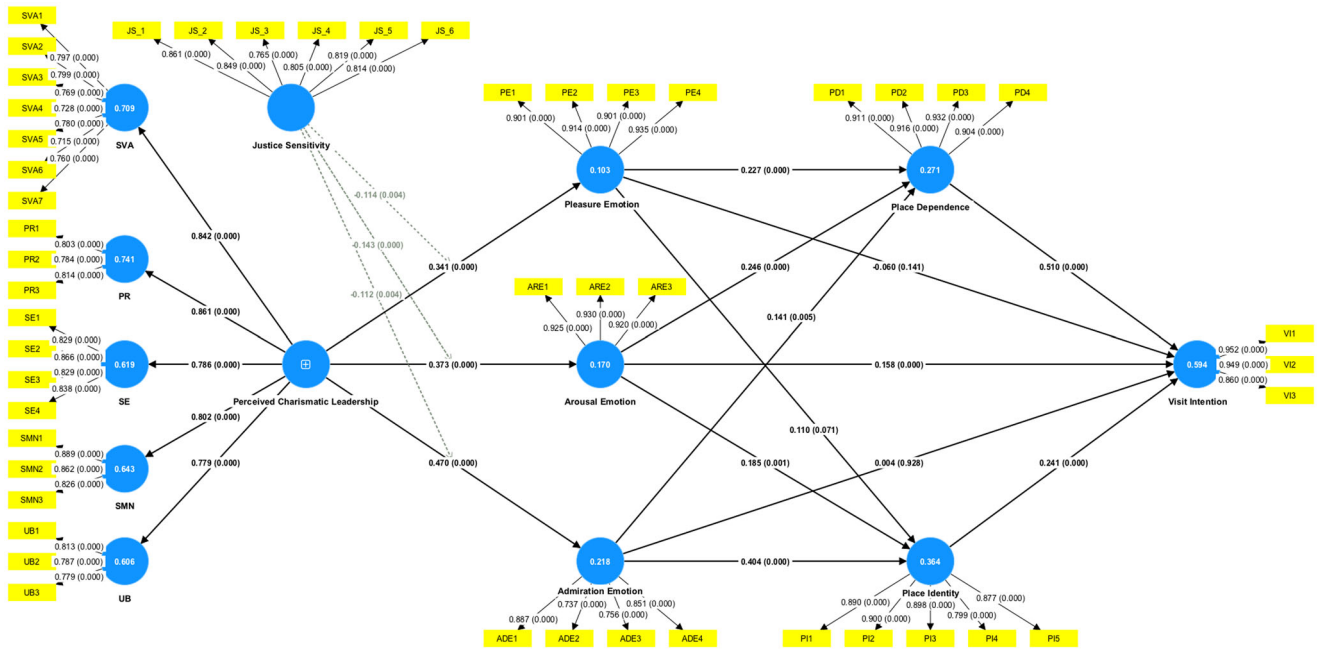 SVA1
SVA2
SVA3
SVA4
SVA5
SVA6
SVA7
0.797 (0.000)
0.799 (0.000)
0.769 (0.000)
0.728 (0.000)
0.780 (0.000)
0.715 (0.000)
0.760 (0.000)
0.709
SVA
JS_1
JS_2
JS_3
JS_4
JS_5
JS_6
0.861 (0.000)
0.849 (0.000)
0.765 (0.000)
0.805 (0.000)
0.819 (0.000)
0.814 (0.000)
Justice Sensitivity
PR1
PR2
PR3
0.803 (0.000)
0.784 (0.000)
0.814 (0.000)
0.741
PR
SE1
SE2
SE3
SE4
0.829 (0.000)
0.866 (0.000)
0.829 (0.000)
0.838 (0.000)
0.619
SE
SMN1
SMN2
SMN3
0.889 (0.000)
0.862 (0.000)
0.826 (0.000)
0.643
SMN
UB1
UB2
UB3
0.813 (0.000)
0.787 (0.000)
0.779 (0.000)
0.606
UB
0.842 (0.000)
0.861 (0.000)
0.786 (0.000)
0.802 (0.000)
0.779 (0.000)
Perceived Charismatic Leadership
-0.114 (0.004)
-0.143 (0.000)
-0.112 (0.004)
0.341 (0.000)
0.373 (0.000)
0.470 (0.000)
PE1
PE2
PE3
PE4
0.901 (0.000)
0.914 (0.000)
0.901 (0.000)
0.935 (0.000)
0.103
Pleasure Emotion
ARE1
ARE2
ARE3
0.925 (0.000)
0.930 (0.000)
0.920 (0.000)
0.170
Arousal Emotion
0.218
Admiration Emotion
0.887 (0.000)
0.737 (0.000)
0.756 (0.000)
0.851 (0.000)
ADE1
ADE2
ADE3
ADE4
0.227 (0.000)
-0.060 (0.141)
0.246 (0.000)
0.141 (0.005)
0.158 (0.000)
0.110 (0.071)
0.185 (0.001)
0.004 (0.928)
0.404 (0.000)
PD1
PD2
PD3
PD4
0.911 (0.000)
0.916 (0.000)
0.932 (0.000)
0.904 (0.000)
0.271
Place Dependence
0.510 (0.000)
0.241 (0.000)
0.364
Place Identity
0.890 (0.000)
0.900 (0.000)
0.898 (0.000)
0.799 (0.000)
0.877 (0.000)
PI1
PI2
PI3
PI4
PI5
0.594
Visit Intention
0.952 (0.000)
0.949 (0.000)
0.860 (0.000)
VI1
VI2
VI3